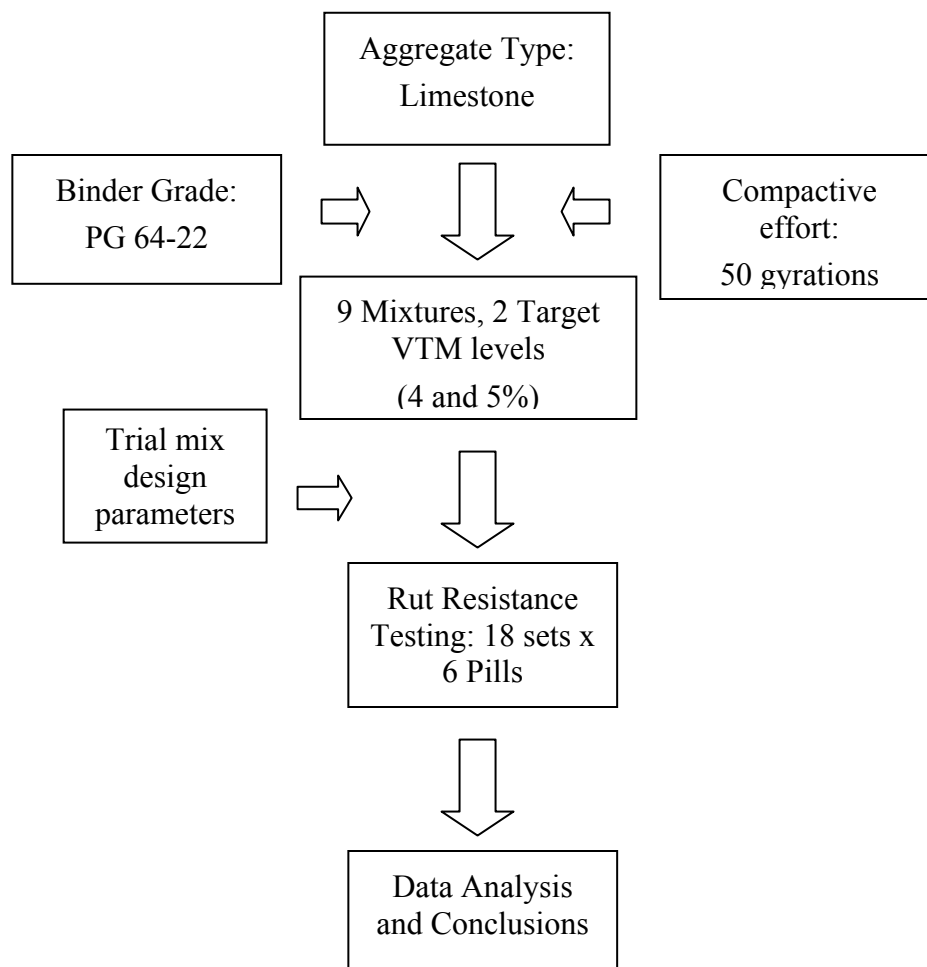 Aggregate Type:
Limestone
Binder Grade:
PG 64-22
Compactive
effort:
50 gyrations
9 Mixtures, 2 Target
VTM levels
(4 and 5%)
Trial mix
design
parameters
Rut Resistance
Testing: 18 sets x
6 Pills
Data Analysis
and Conclusions